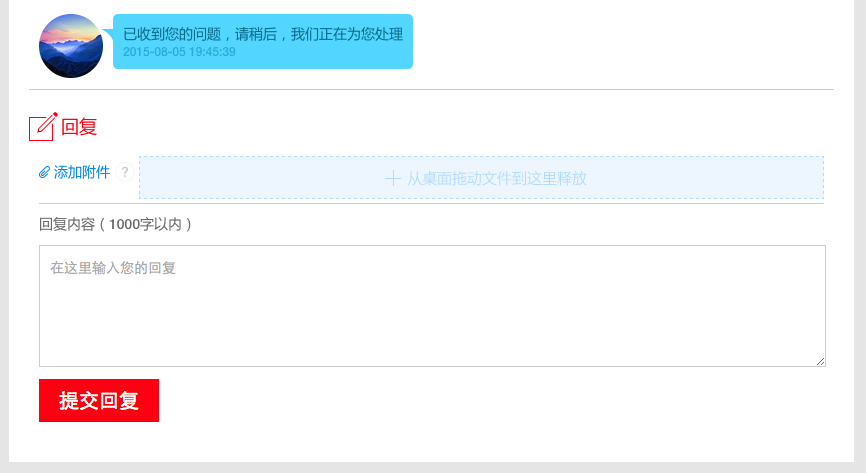 已收到您的问题，请稍后，我们正在为您处理
2015-08-05 19:45:39
回复
添加附件 ?
从桌面拖动文件到这里释放
回复内容（1000字以内）
在这里输入您的回复
提交回复